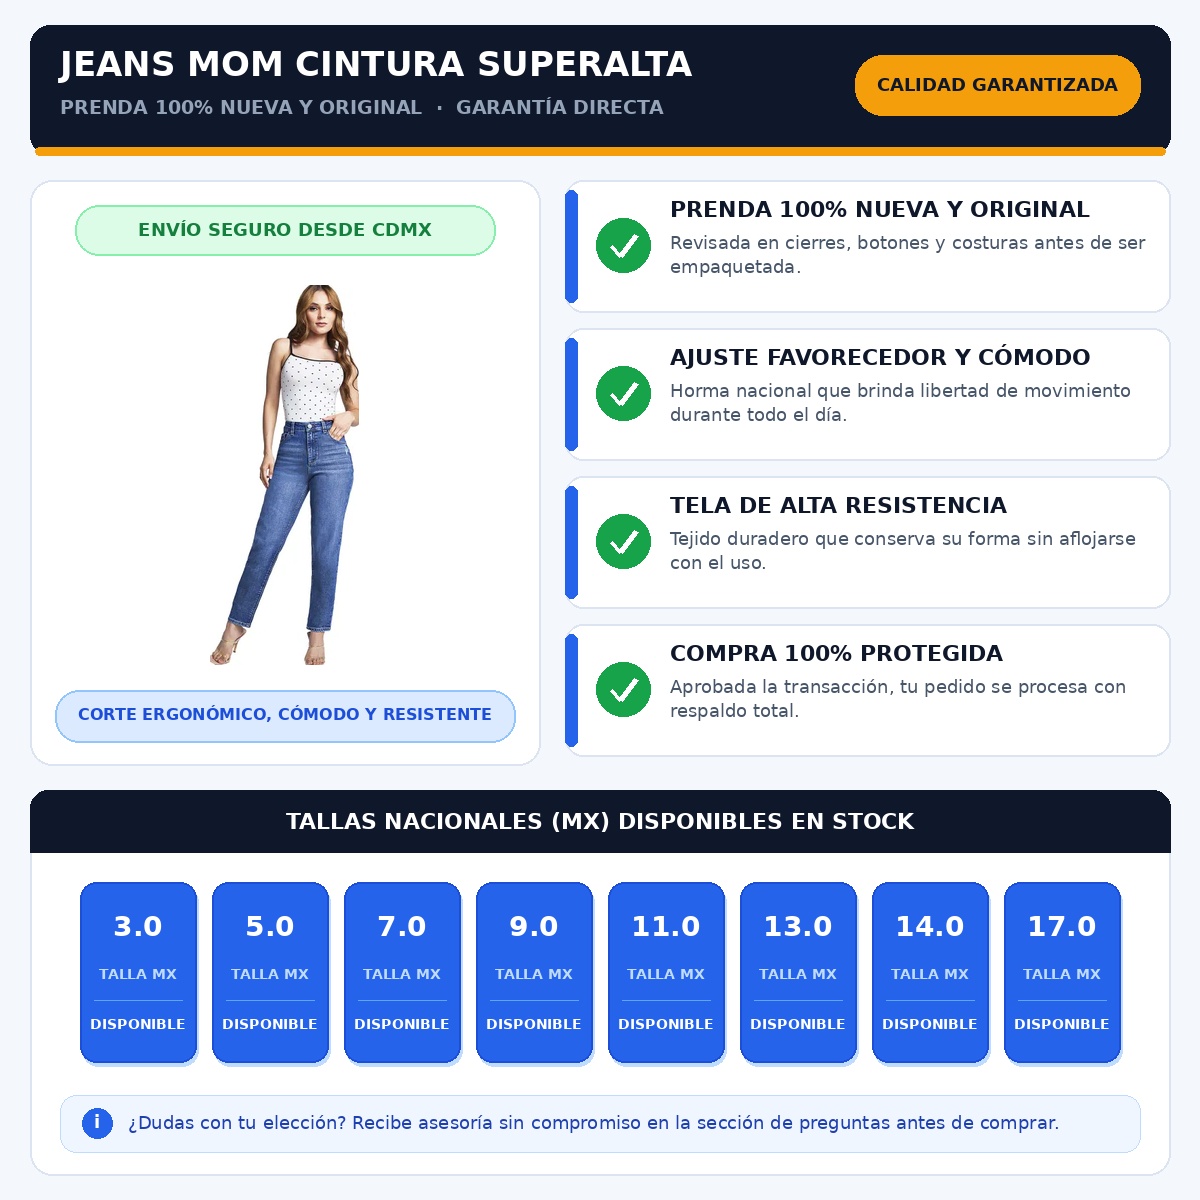 JEANS MOM CINTURA SUPERALTA
PRENDA 100% NUEVA Y ORIGINAL · GARANTÍA DIRECTA
CALIDAD GARANTIZADA
ENVÍO SEGURO DESDE CDMX
CORTE ERGONÓMICO, CÓMODO Y RESISTENTE
PRENDA 100% NUEVA Y ORIGINAL
Revisada en cierres, botones y costuras antes de ser
empaquetada.
AJUSTE FAVORECEDOR Y CÓMODO
Horma nacional que brinda libertad de movimiento
durante todo el día.
TELA DE ALTA RESISTENCIA
Tejido duradero que conserva su forma sin aflojarse
con el uso.
COMPRA 100% PROTEGIDA
Aprobada la transacción, tu pedido se procesa con
respaldo total.
TALLAS NACIONALES (MX) DISPONIBLES EN STOCK
3.0
TALLA MX
DISPONIBLE
5.0
TALLA MX
DISPONIBLE
7.0
TALLA MX
DISPONIBLE
9.0
TALLA MX
DISPONIBLE
11.0
TALLA MX
DISPONIBLE
13.0
TALLA MX
DISPONIBLE
14.0
TALLA MX
DISPONIBLE
17.0
TALLA MX
DISPONIBLE
i ¿Dudas con tu elección? Recibe asesoría sin compromiso en la sección de preguntas antes de comprar.